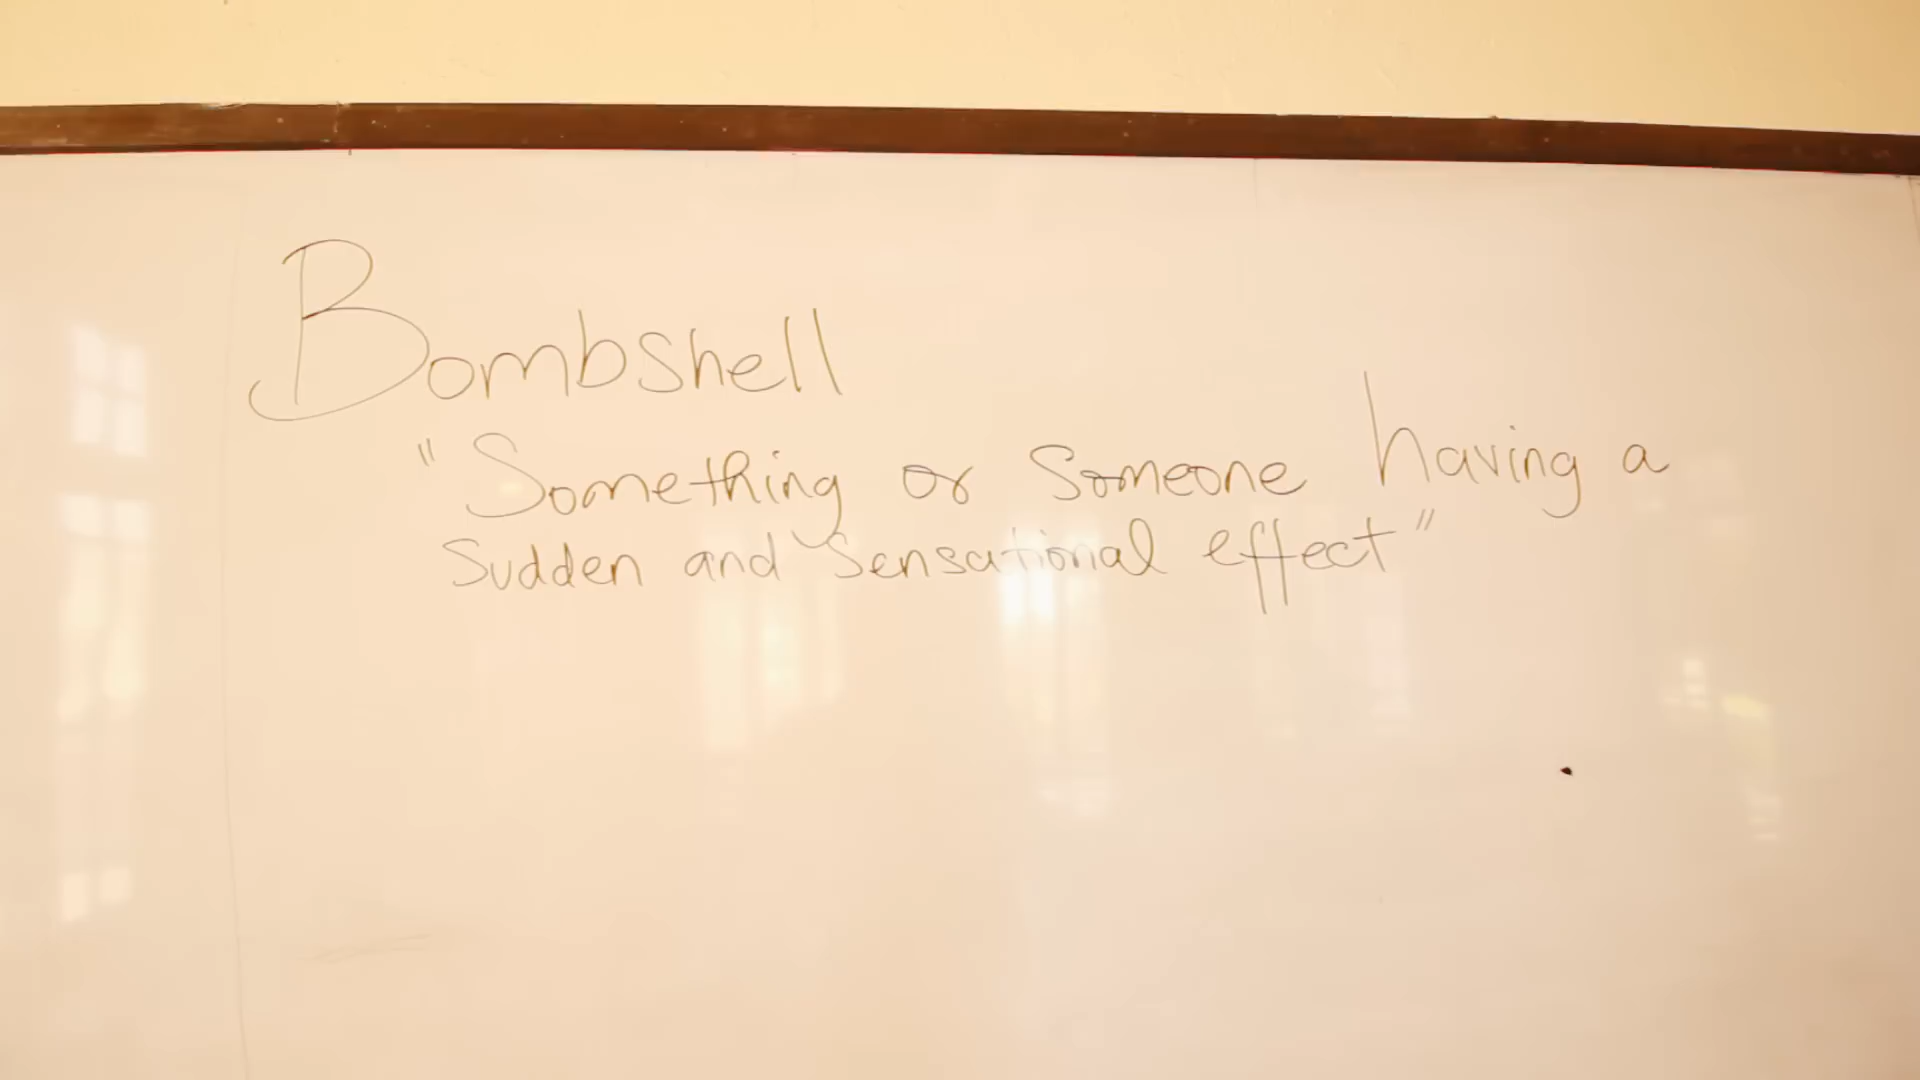 Bombshell
"Something or Someone having a
Sudden and Sensational effect"